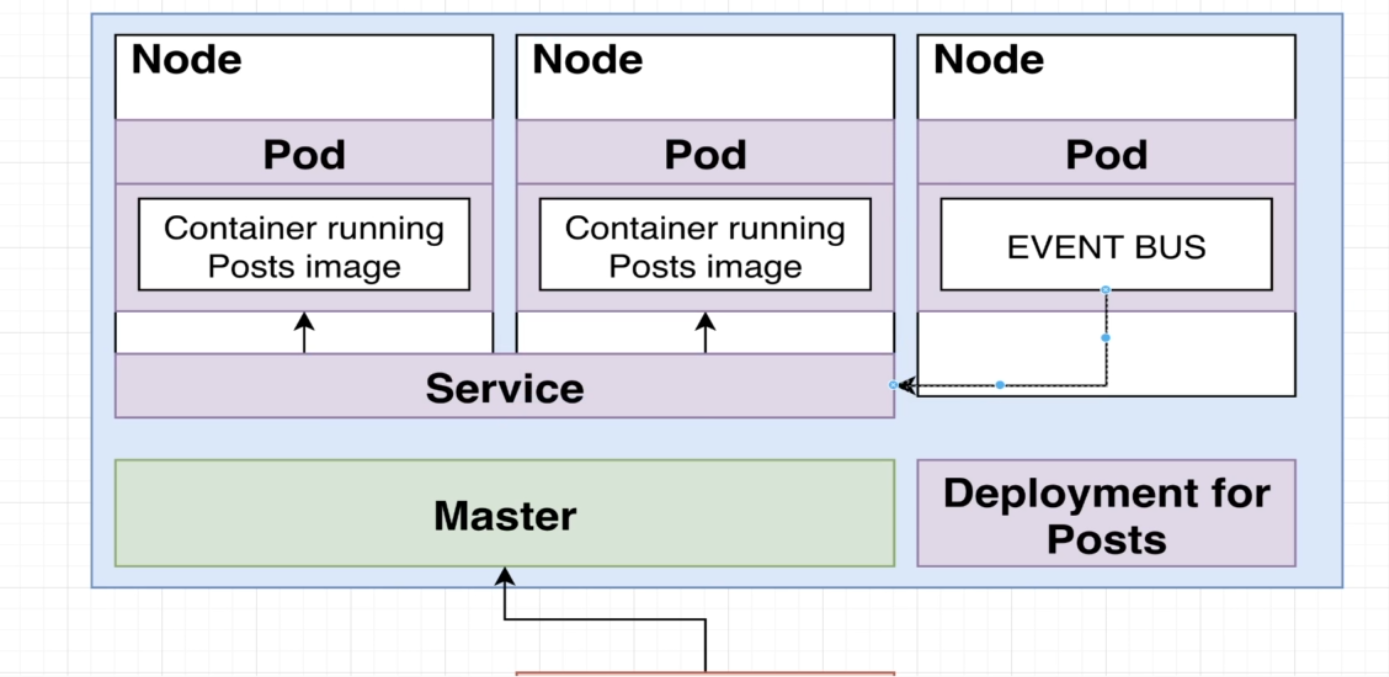 Node
Node
Node
Pod
Pod
Pod
Container running
Posts image
Container running
Posts image
EVENT BUS
Service
Master
Deployment for
Posts